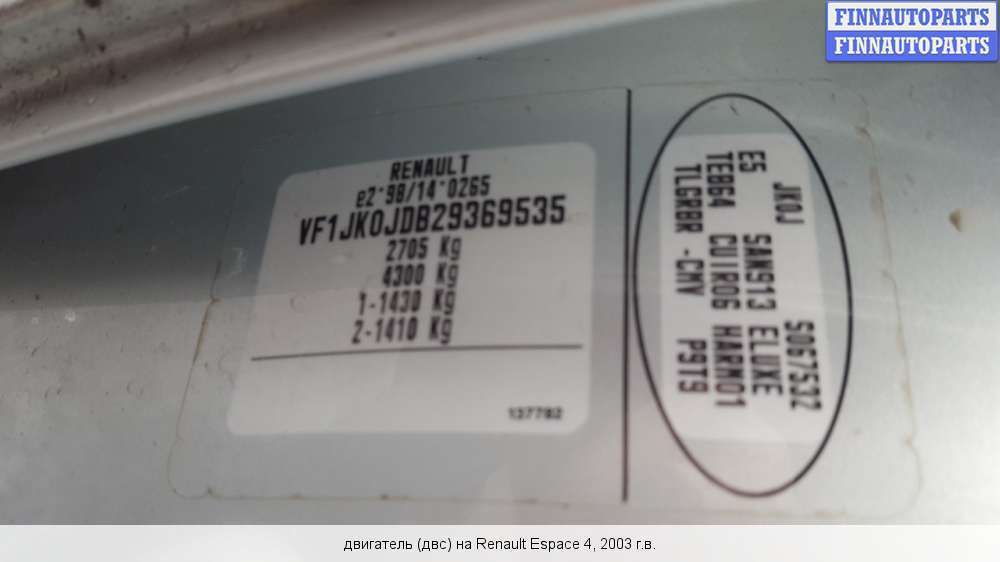 FINNAUTOPARTS
FINNAUTOPARTS
RENAULT
e2*98/14*0265
VF1JK0JDB29369535
2705 Kg
4300 Kg
1-1430 Kg
2-1410 Kg
137782
JK0J S067532
E5 SAN913 ELUXE
TE864 CUIR06 HARM01
TLGRBR -CMV P9T9
двигатель (двс) на Renault Espace 4, 2003 г.в.